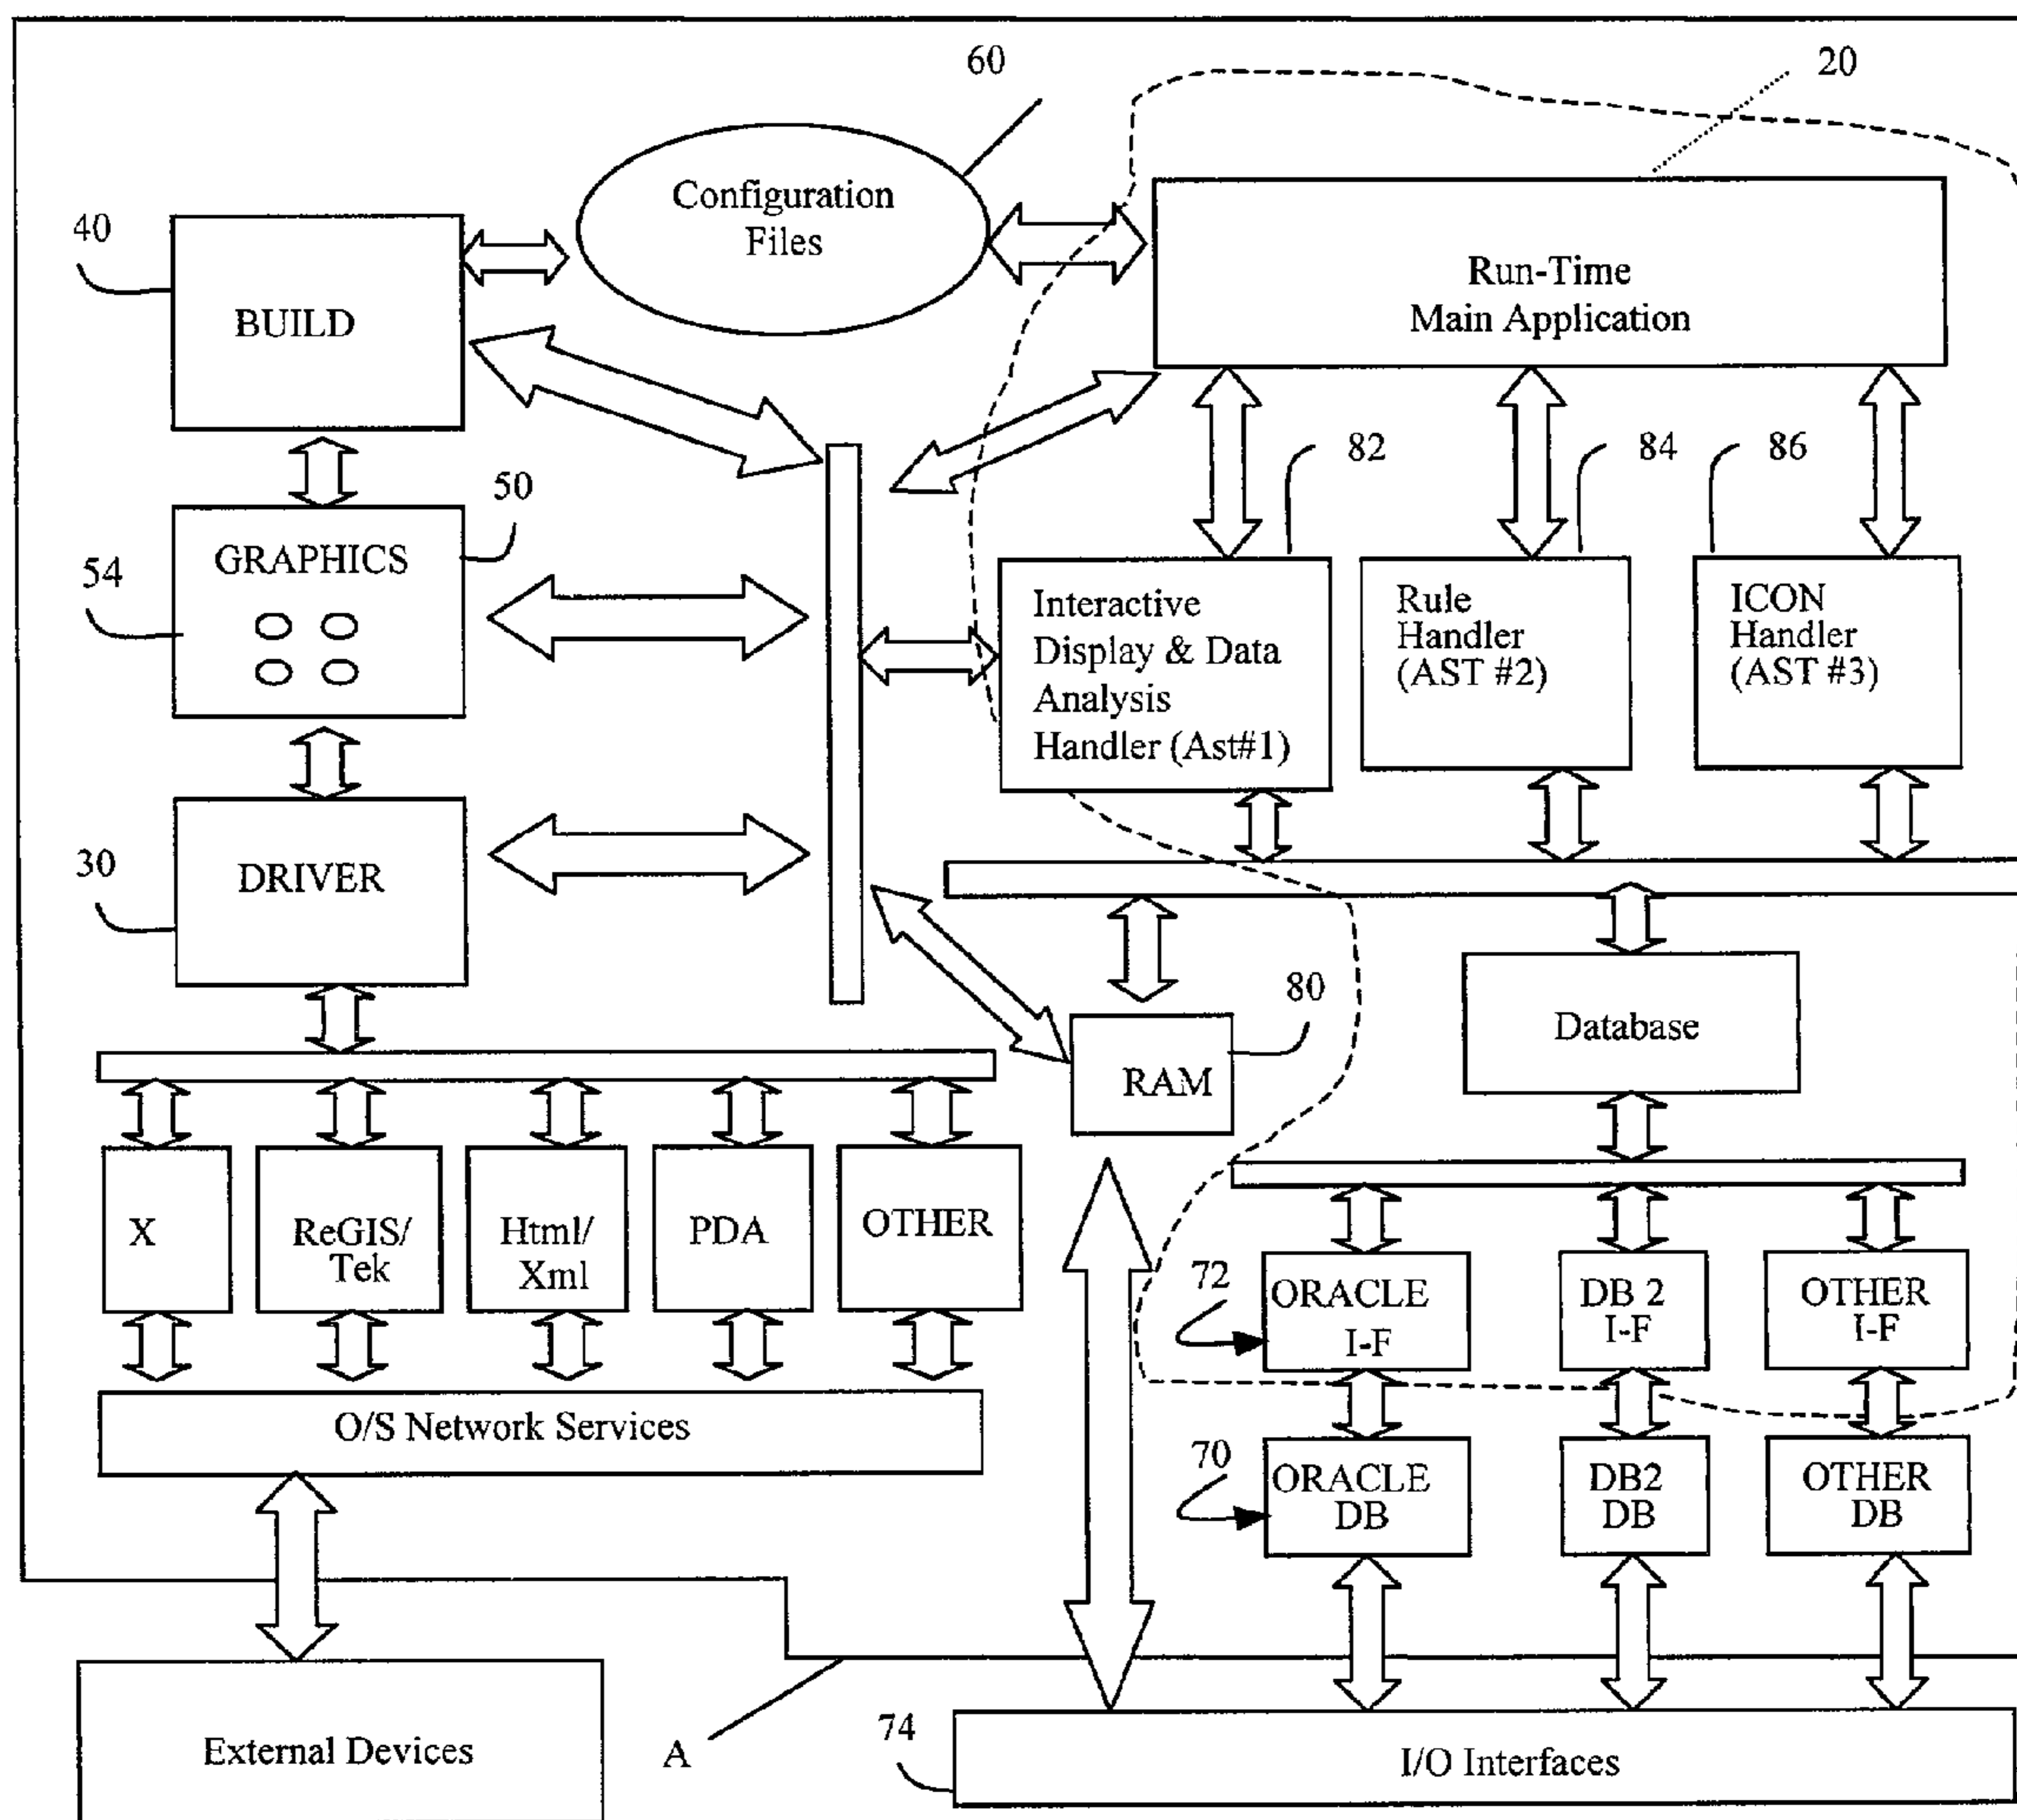 60
20
Configuration
Files
40
BUILD
Run-Time
Main Application
82
84
86
50
GRAPHICS
54
Interactive
Display & Data
Analysis
Handler (Ast#1)
Rule
Handler
(AST #2)
ICON
Handler
(AST #3)
30
DRIVER
80
RAM
Database
X
ReGIS/
Tek
Html/
Xml
PDA
OTHER
72
ORACLE
I-F
DB 2
I-F
OTHER
I-F
O/S Network Services
70
ORACLE
DB
DB2
DB
OTHER
DB
External Devices
A
74
I/O Interfaces